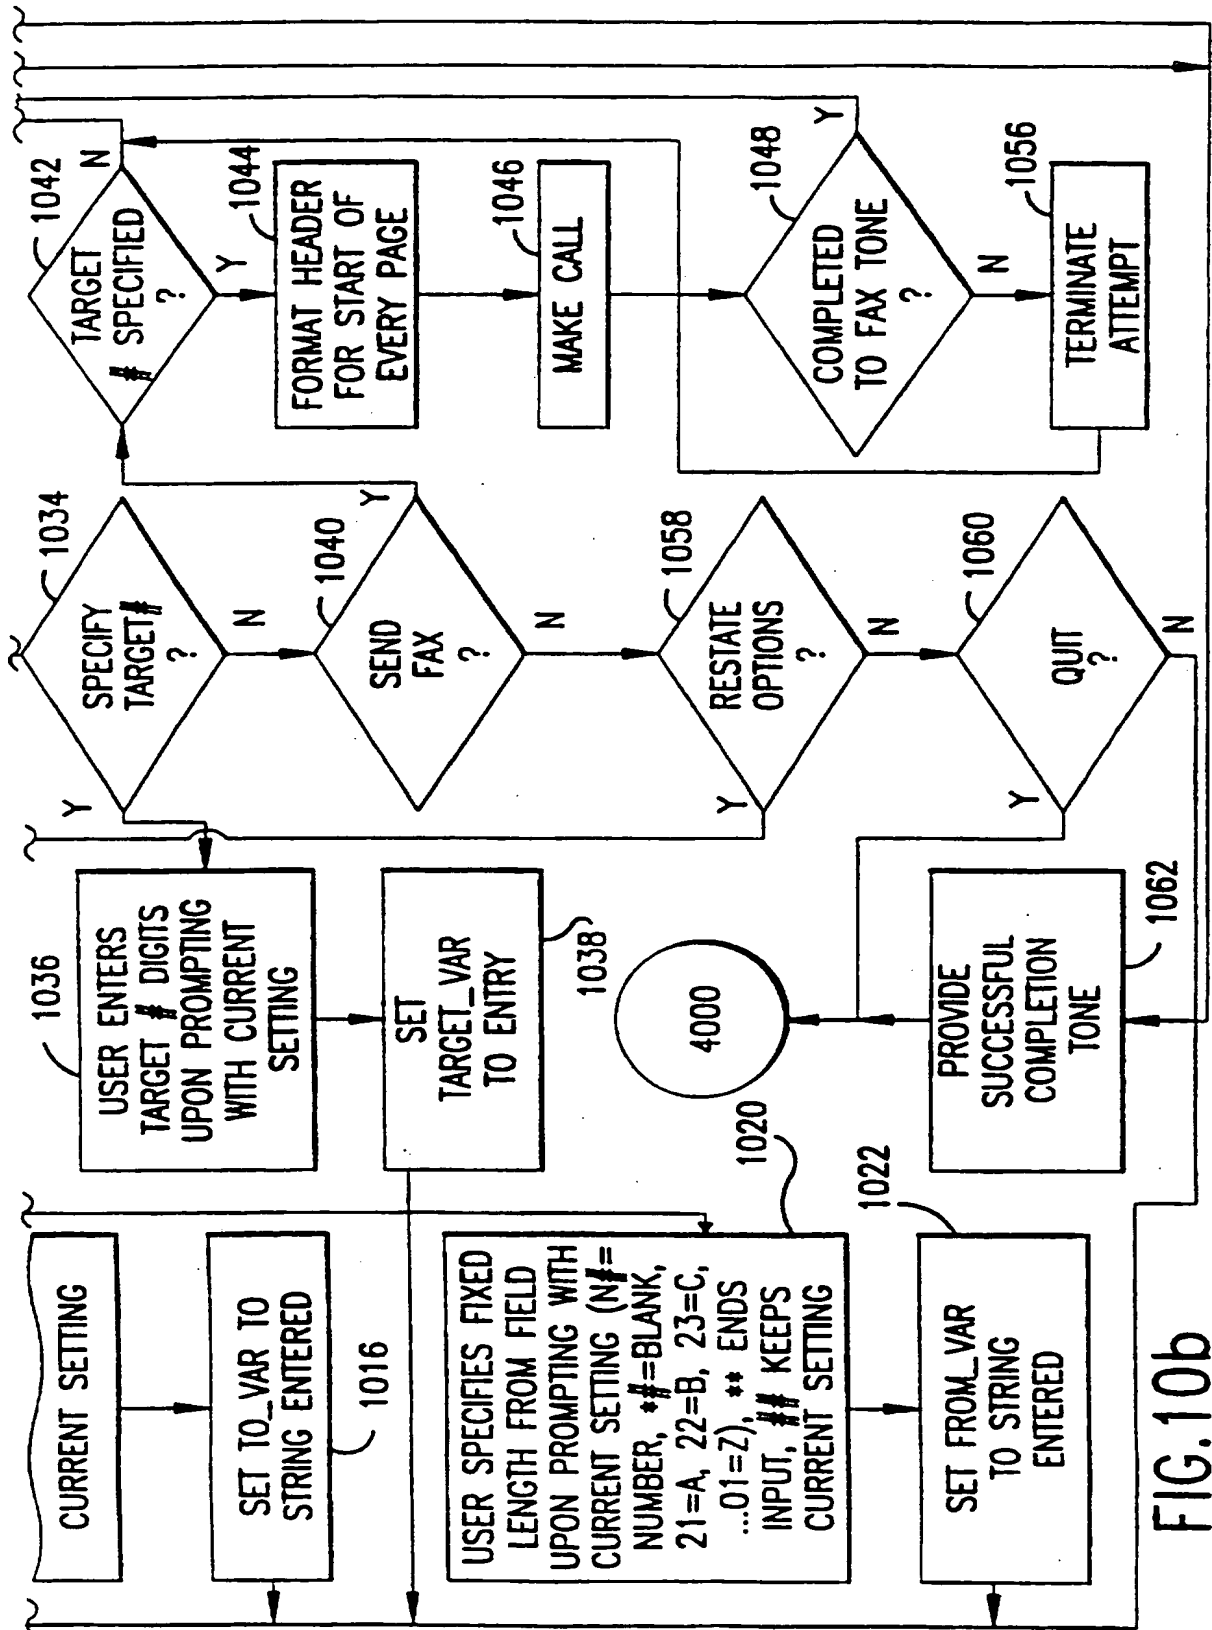 CURRENT SETTING
SET TO_VAR TO
STRING ENTERED
1016
USER SPECIFIES FIXED
LENGTH FROM FIELD
UPON PROMPTING WITH
CURRENT SETTING (N#=
NUMBER, *#=BLANK,
21=A, 22=B, 23=C,
...01=Z), ** ENDS
INPUT, ## KEEPS
CURRENT SETTING
1020
SET FROM_VAR
TO STRING
ENTERED
1022
1036
USER ENTERS
TARGET # DIGITS
UPON PROMPTING
WITH CURRENT
SETTING
SET
TARGET_VAR
TO ENTRY
1038
4000
PROVIDE
SUCCESSFUL
COMPLETION
TONE
1062
SPECIFY
TARGET#
?
1034
Y
N
SEND
FAX
?
1040
Y
N
RESTATE
OPTIONS
?
1058
Y
N
QUIT
?
1060
Y
N
TARGET
# SPECIFIED
?
1042
N
Y
FORMAT HEADER
FOR START OF
EVERY PAGE
1044
MAKE CALL
1046
COMPLETED
TO FAX TONE
?
1048
Y
N
TERMINATE
ATTEMPT
1056
FIG.10b